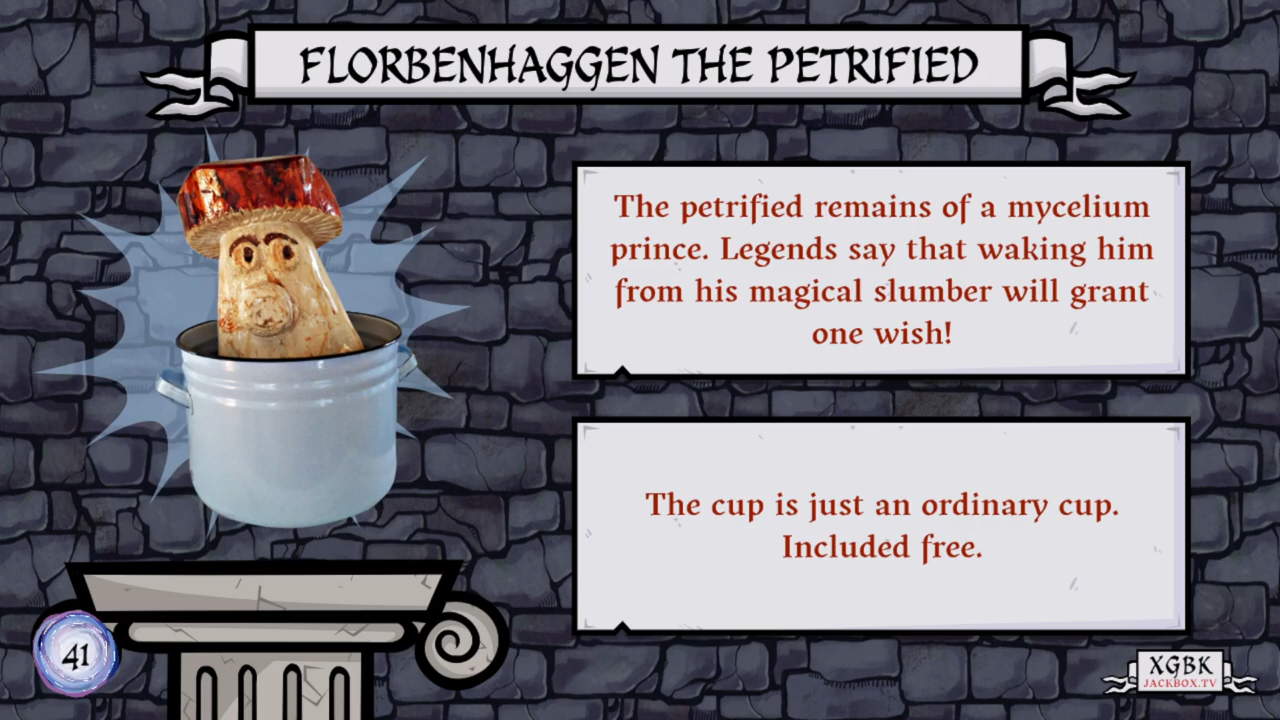 FLORBENHAGGEN THE PETRIFIED
The petrified remains of a mycelium
prince. Legends say that waking him
from his magical slumber will grant
one wish!
The cup is just an ordinary cup.
Included free.
41
XGBK
JACKBOX.TV